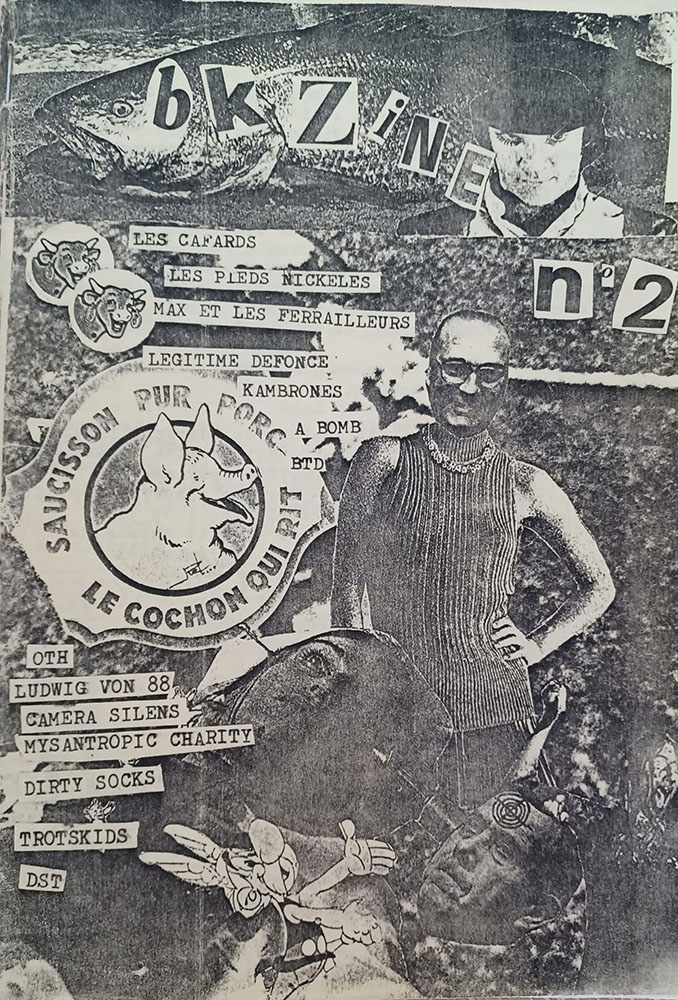 bk ZiNE
n°2
LES CAFARDS
LES PIEDS NICKELES
MAX ET LES FERRAILLEURS
LEGITIME DEFONCE
KAMBRONES
A BOMB
BTD
SAUCISSON PUR PORC
LE COCHON QUI RIT
OTH
LUDWIG VON 88
CAMERA SILENS
MYSANTROPIC CHARITY
DIRTY SOCKS
TROTSKIDS
DST